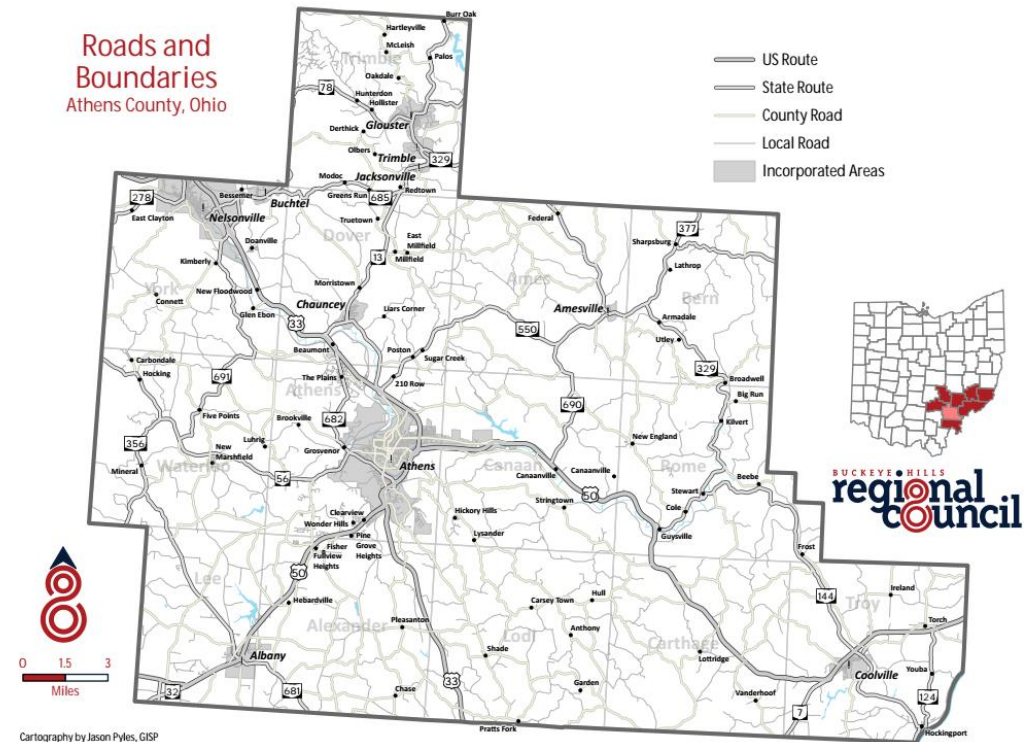 Roads and
Boundaries
Athens County, Ohio
US Route
State Route
County Road
Local Road
Incorporated Areas
Burr Oak
Hartleyville
McLeish
Trimble
Palos
Oakdale
78
Hunterdon
Hollister
Glouster
Derthick
Olbers
Trimble
329
Jacksonville
Modoc
Redtown
Greens Run
685
Bessemer
278
Buchtel
East Clayton
Nelsonville
Truetown
Federal
377
Dover
Doanville
East
Millfield
Sharpsburg
Millfield
13
Kimberly
Lathrop
Ames
York
Morristown
New Floodwood
Connett
Bern
Chauncey
Liars Corner
Amesville
Glen Ebon
33
Armadale
550
Utley
Beaumont
Poston
Sugar Creek
Carbondale
Hocking
The Plains
210 Row
329
Broadwell
691
Athens
Big Run
690
Five Points
Brookville
682
Kilvert
356
Luhrig
New
Marshfield
Grosvenor
New England
Waterloo
Athens
Canaan
Rome
Mineral
56
Canaanville
Canaanville
Beebe
Stewart
50
Stringtown
Cole
Clearview
Wonder Hills
Hickory Hills
Pine
Grove
Heights
Lysander
Guysville
Fisher
Fullview
Heights
Frost
50
Lee
Hebardville
Carsey Town
Hull
144
Ireland
Troy
Alexander
Pleasanton
Lodi
Anthony
Torch
Carthage
Albany
Shade
Lottridge
Coolville
Youba
32
681
Chase
33
Garden
Vanderhoof
7
124
Pratts Fork
Hockingport
BUCKEYE HILLS
regional
council
0 1.5 3
Miles
Cartography by Jason Pyles, GISP